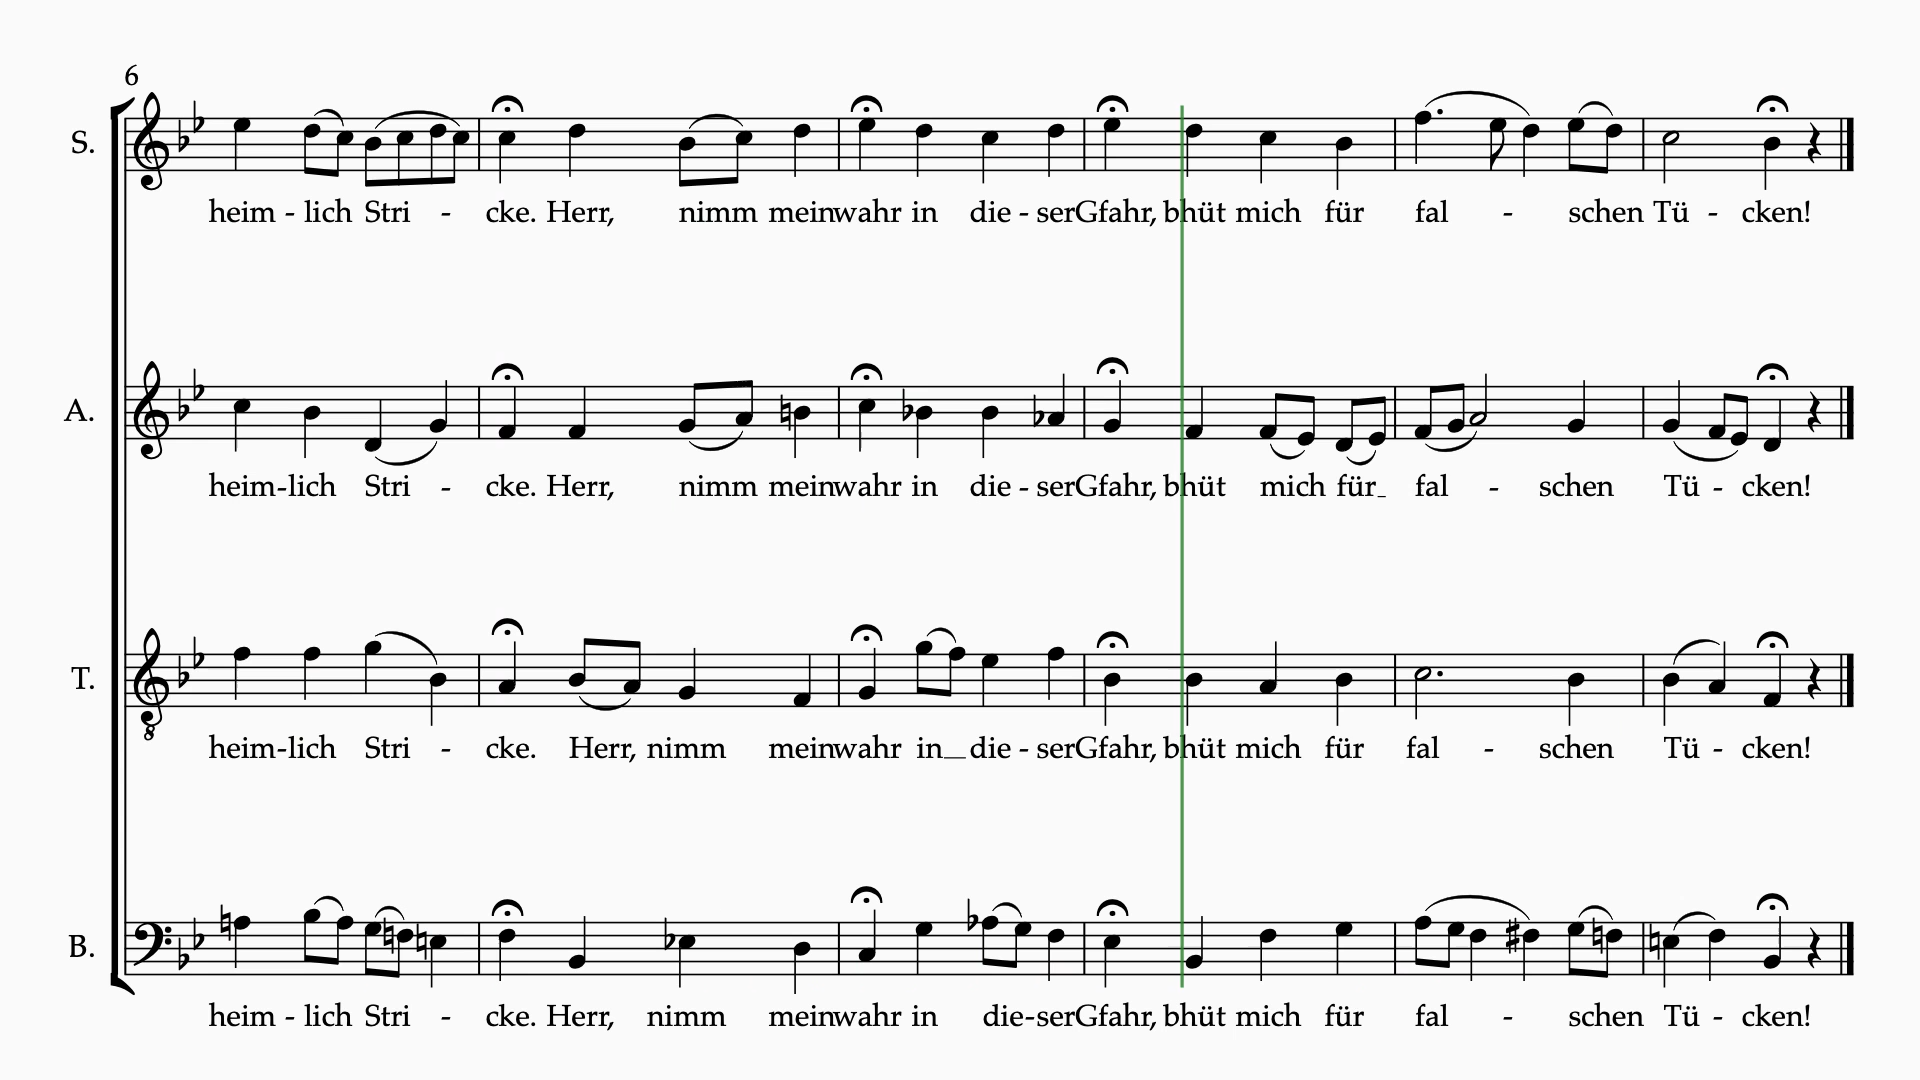 6
S.
heim - lich Stri - cke. Herr, nimm mein wahr in die - ser Gfahr, bhüt mich für fal - schen Tü - cken!
A.
heim - lich Stri - cke. Herr, nimm mein wahr in die - ser Gfahr, bhüt mich für_ fal - schen Tü - cken!
T.
heim - lich Stri - cke. Herr, nimm mein wahr in__ die - ser Gfahr, bhüt mich für fal - schen Tü - cken!
B.
heim - lich Stri - cke. Herr, nimm mein wahr in die - ser Gfahr, bhüt mich für fal - schen Tü - cken!